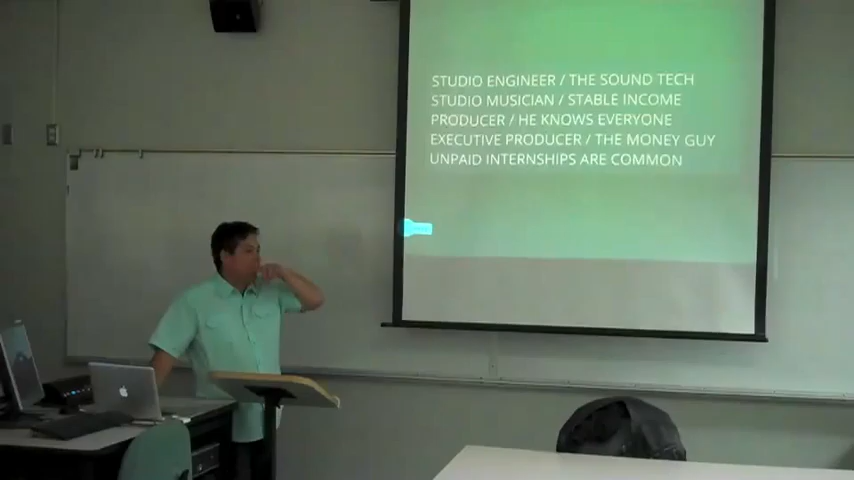 STUDIO ENGINEER / THE SOUND TECH
STUDIO MUSICIAN / STABLE INCOME
PRODUCER / HE KNOWS EVERYONE
EXECUTIVE PRODUCER / THE MONEY GUY
UNPAID INTERNSHIPS ARE COMMON